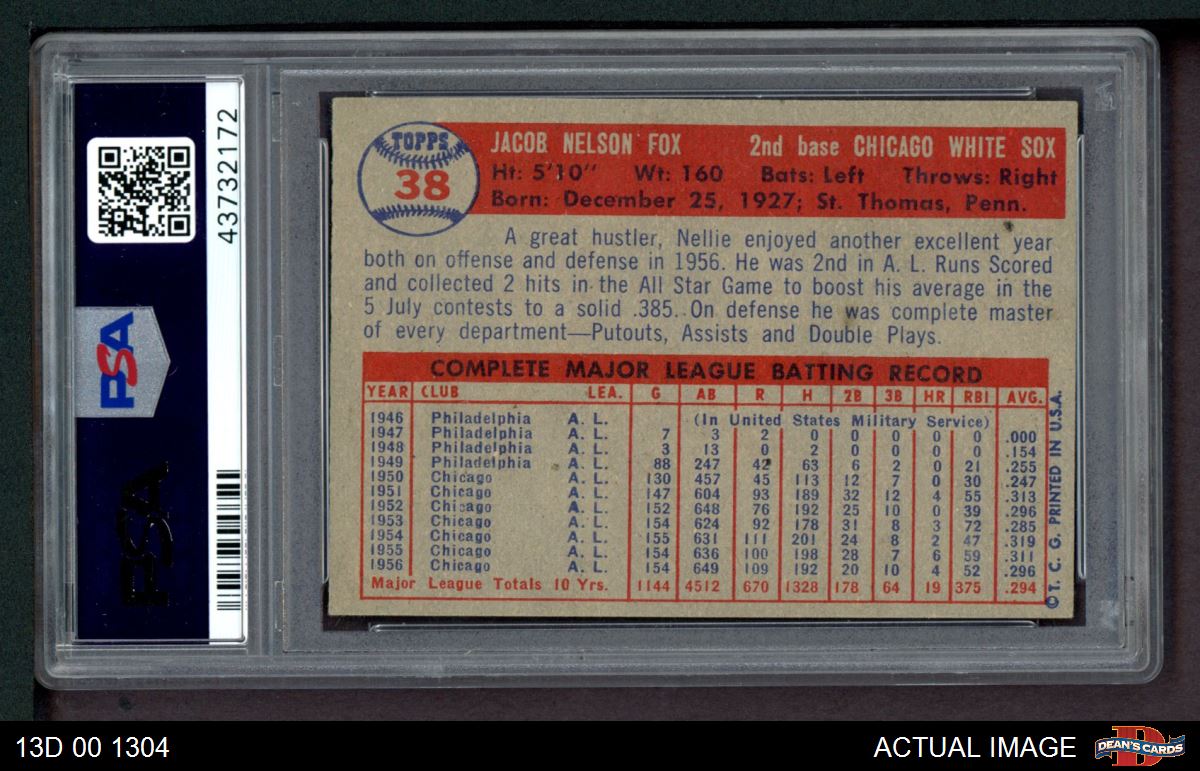 43732172
PSA
PSA
TOPPS
38
JACOB NELSON FOX 2nd base CHICAGO WHITE SOX
Ht: 5'10" Wt: 160 Bats: Left Throws: Right
Born: December 25, 1927; St. Thomas, Penn.
A great hustler, Nellie enjoyed another excellent year
both on offense and defense in 1956. He was 2nd in A. L. Runs Scored
and collected 2 hits in the All Star Game to boost his average in the
5 July contests to a solid .385. On defense he was complete master
of every department—Putouts, Assists and Double Plays.
COMPLETE MAJOR LEAGUE BATTING RECORD
YEAR CLUB LEA. G AB R H 2B 3B HR RBI AVG.
1946 Philadelphia A. L. (In United States Military Service)
1947 Philadelphia A. L. 7 3 2 0 0 0 0 0 .000
1948 Philadelphia A. L. 3 13 0 2 0 0 0 0 .154
1949 Philadelphia A. L. 88 247 42 63 6 2 0 21 .255
1950 Chicago A. L. 130 457 45 113 12 7 0 30 .247
1951 Chicago A. L. 147 604 93 189 32 12 4 55 .313
1952 Chicago A. L. 152 648 76 192 25 10 0 39 .296
1953 Chicago A. L. 154 624 92 178 31 8 3 72 .285
1954 Chicago A. L. 155 631 111 201 24 8 2 47 .319
1955 Chicago A. L. 154 636 100 198 28 7 6 59 .311
1956 Chicago A. L. 154 649 109 192 20 10 4 52 .296
Major League Totals 10 Yrs. 1144 4512 670 1328 178 64 19 375 .294
© T. C. G. PRINTED IN U.S.A.
13D 00 1304
ACTUAL IMAGE
D
DEAN'S CARDS